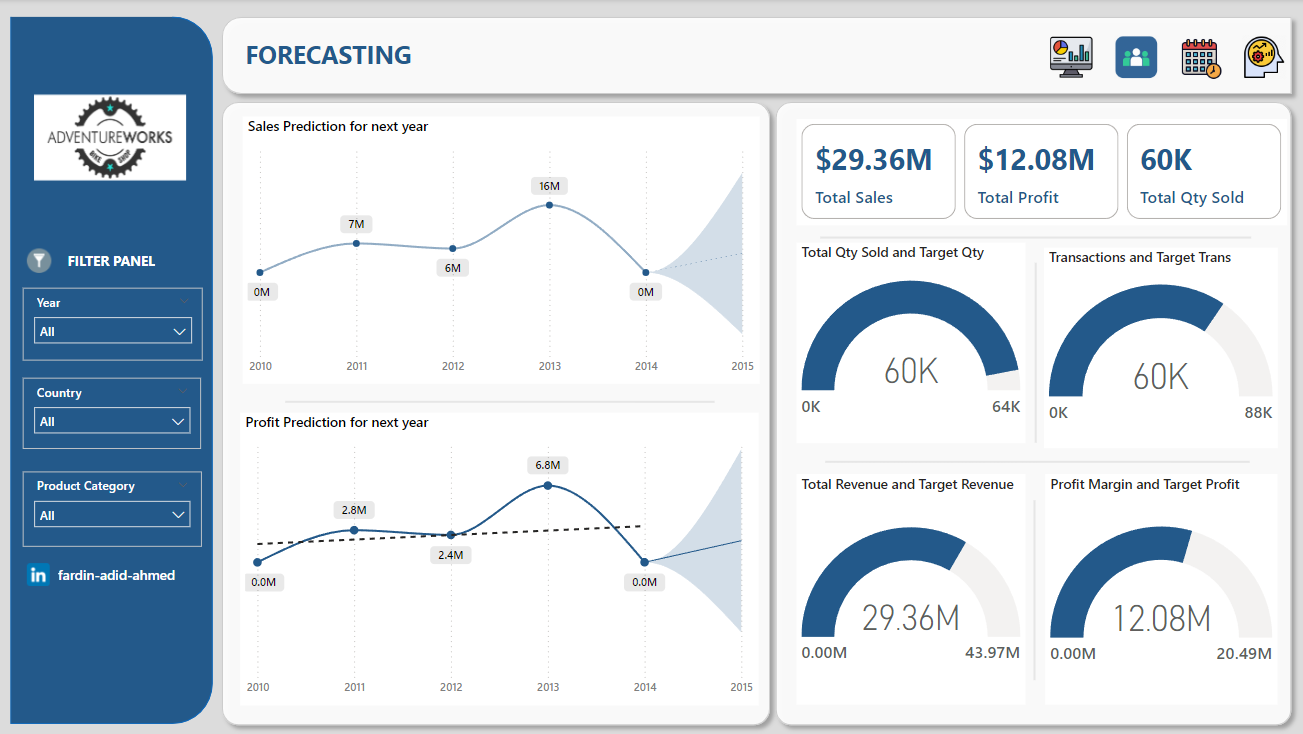 FORECASTING
ADVENTUREWORKS
BIKE SHOP
FILTER PANEL
Year
All
Country
All
Product Category
All
in fardin-adid-ahmed
Sales Prediction for next year
16M
7M
6M
0M
0M
2010 2011 2012 2013 2014 2015
Profit Prediction for next year
6.8M
2.8M
2.4M
0.0M
0.0M
2010 2011 2012 2013 2014 2015
$29.36M
Total Sales
$12.08M
Total Profit
60K
Total Qty Sold
Total Qty Sold and Target Qty
60K
0K 64K
Transactions and Target Trans
60K
0K 88K
Total Revenue and Target Revenue
29.36M
0.00M 43.97M
Profit Margin and Target Profit
12.08M
0.00M 20.49M